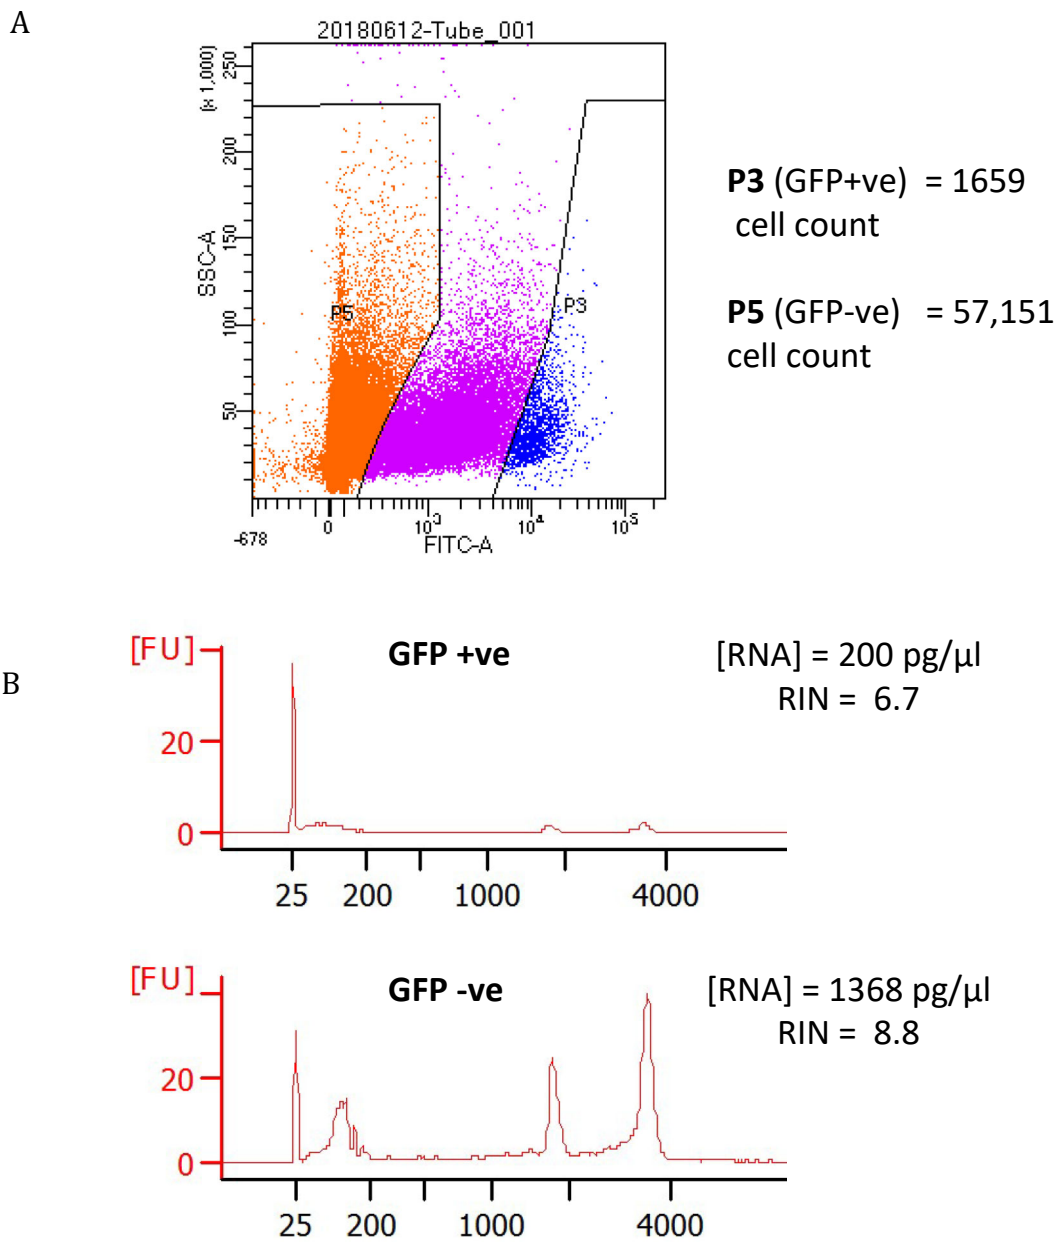 A
20180612-Tube_001
(x 1,000)
250
200
150
100
50
SSC-A
P5
P3
-678
0
10³
10⁴
10⁵
FITC-A
P3 (GFP+ve) = 1659
cell count
P5 (GFP-ve) = 57,151
cell count
B
[FU]
20
0
GFP +ve
[RNA] = 200 pg/µl
RIN = 6.7
25 200 1000 4000
[FU]
20
0
GFP -ve
[RNA] = 1368 pg/µl
RIN = 8.8
25 200 1000 4000